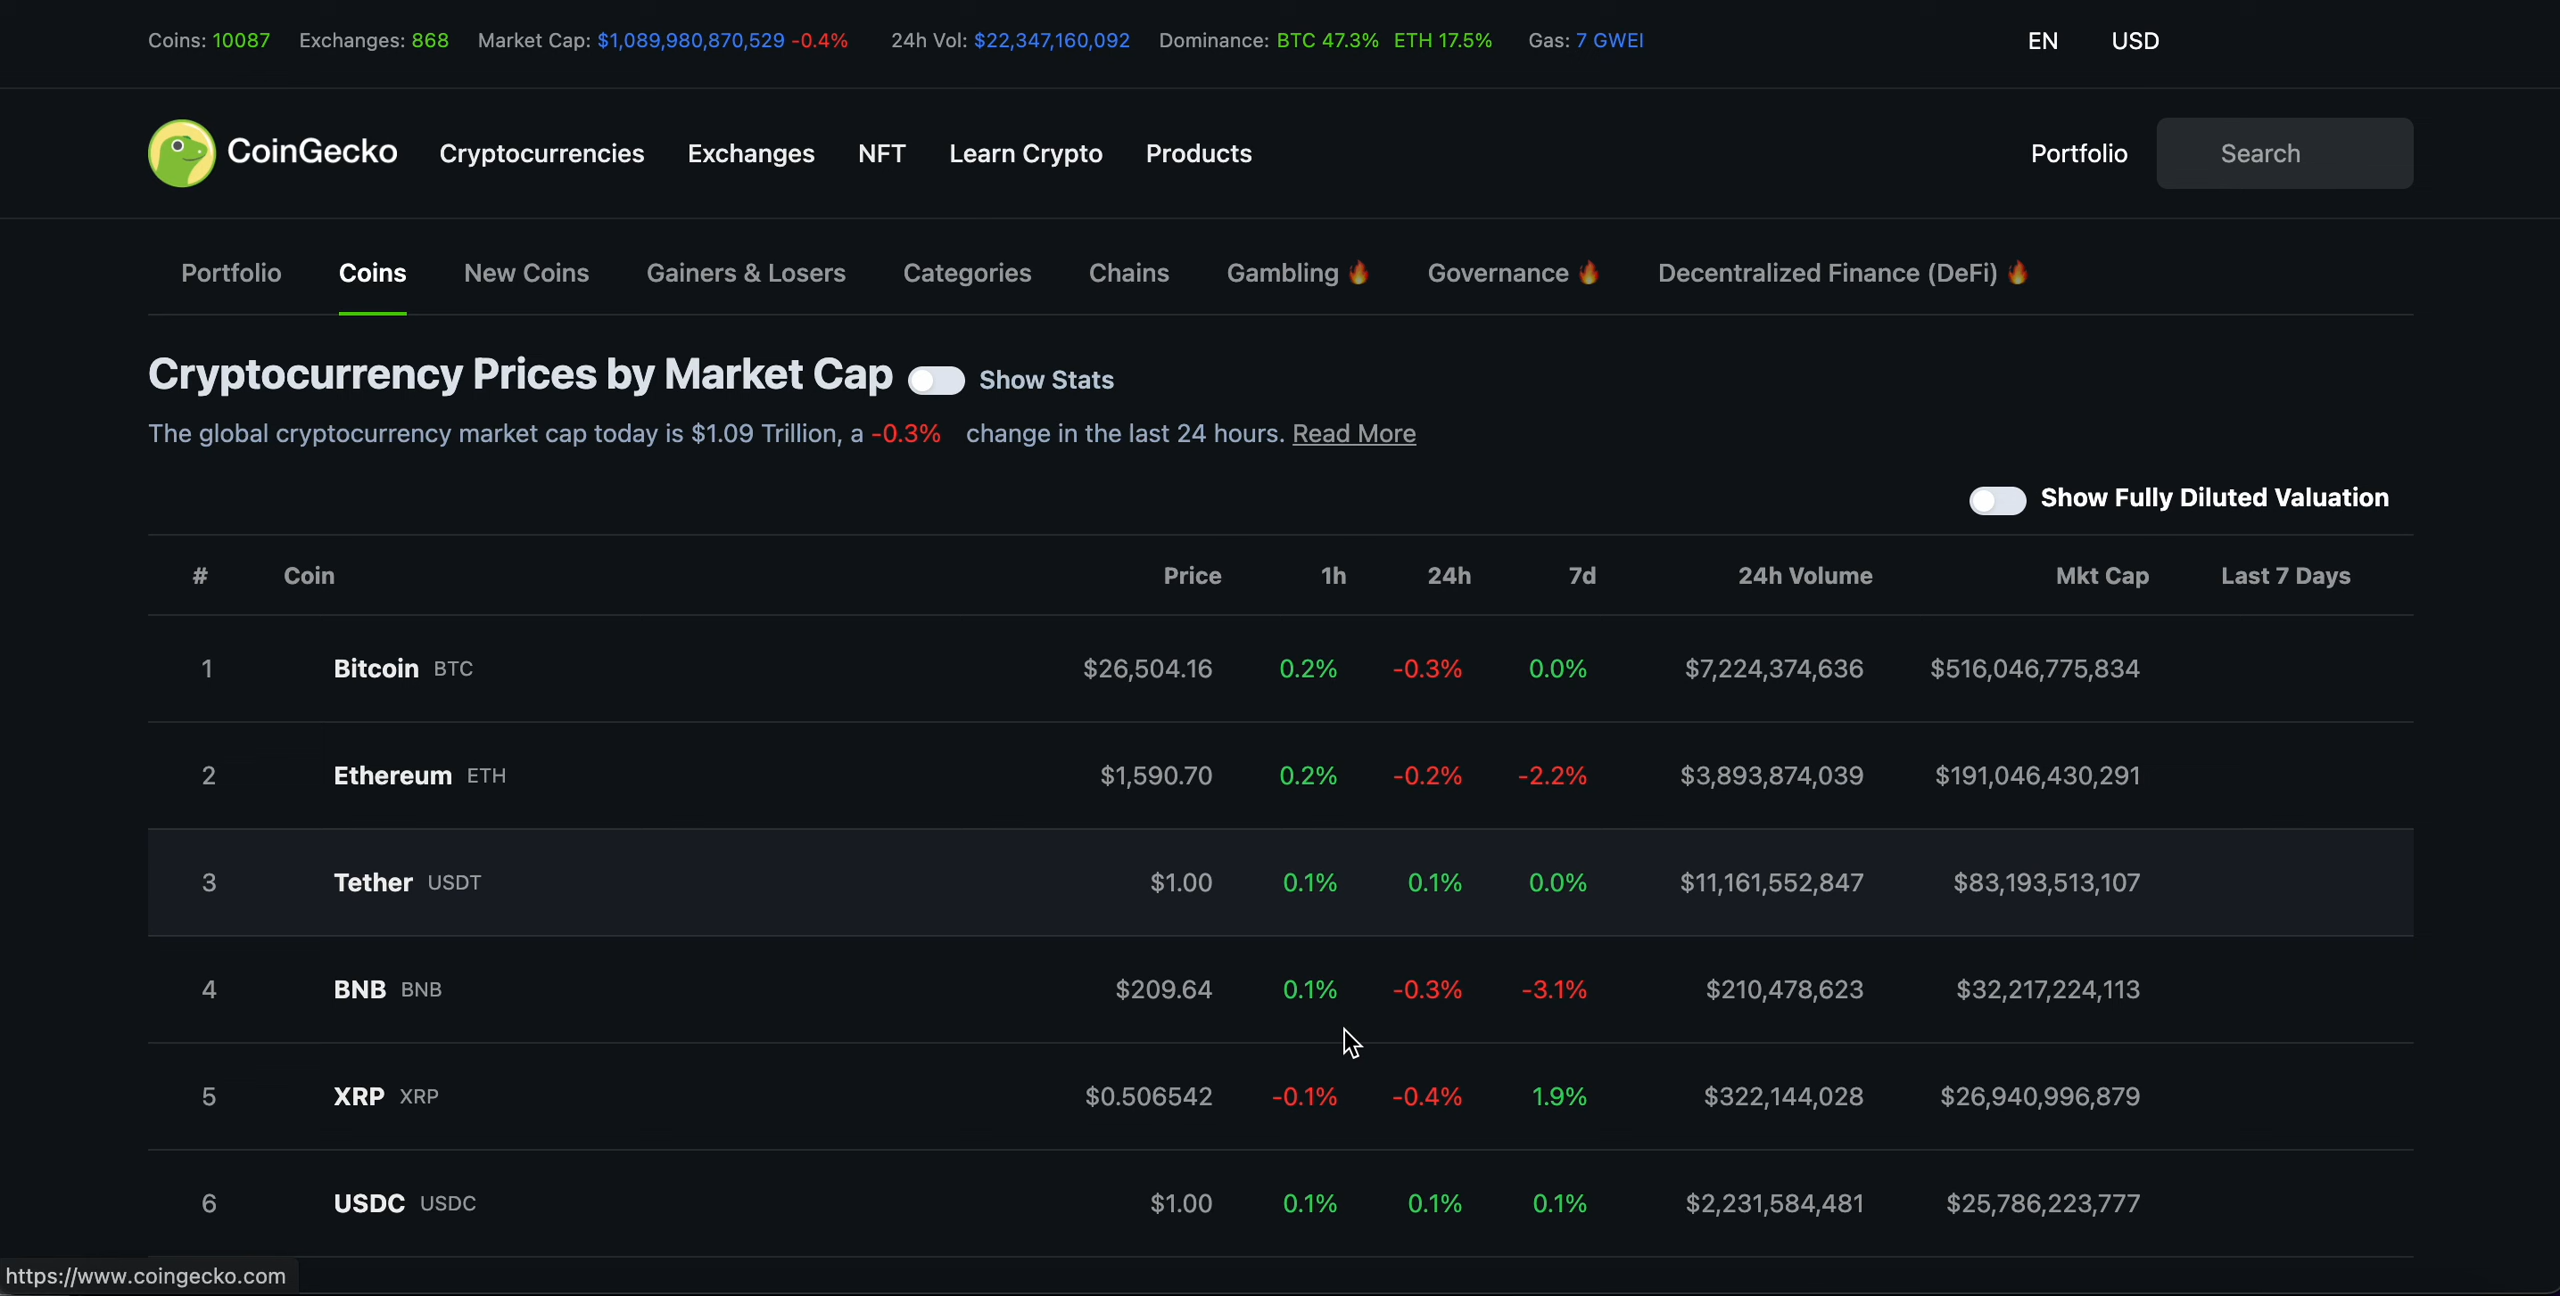 Coins: 10087 Exchanges: 868 Market Cap: $1,089,980,870,529 -0.4% 24h Vol: $22,347,160,092 Dominance: BTC 47.3% ETH 17.5% Gas: 7 GWEI EN USD
CoinGecko Cryptocurrencies Exchanges NFT Learn Crypto Products Portfolio Search
Portfolio Coins New Coins Gainers & Losers Categories Chains Gambling 🔥 Governance 🔥 Decentralized Finance (DeFi) 🔥
Cryptocurrency Prices by Market Cap Show Stats
The global cryptocurrency market cap today is $1.09 Trillion, a -0.3% change in the last 24 hours. Read More
Show Fully Diluted Valuation
# Coin Price 1h 24h 7d 24h Volume Mkt Cap Last 7 Days
1 Bitcoin BTC $26,504.16 0.2% -0.3% 0.0% $7,224,374,636 $516,046,775,834
2 Ethereum ETH $1,590.70 0.2% -0.2% -2.2% $3,893,874,039 $191,046,430,291
3 Tether USDT $1.00 0.1% 0.1% 0.0% $11,161,552,847 $83,193,513,107
4 BNB BNB $209.64 0.1% -0.3% -3.1% $210,478,623 $32,217,224,113
5 XRP XRP $0.506542 -0.1% -0.4% 1.9% $322,144,028 $26,940,996,879
6 USDC USDC $1.00 0.1% 0.1% 0.1% $2,231,584,481 $25,786,223,777
https://www.coingecko.com